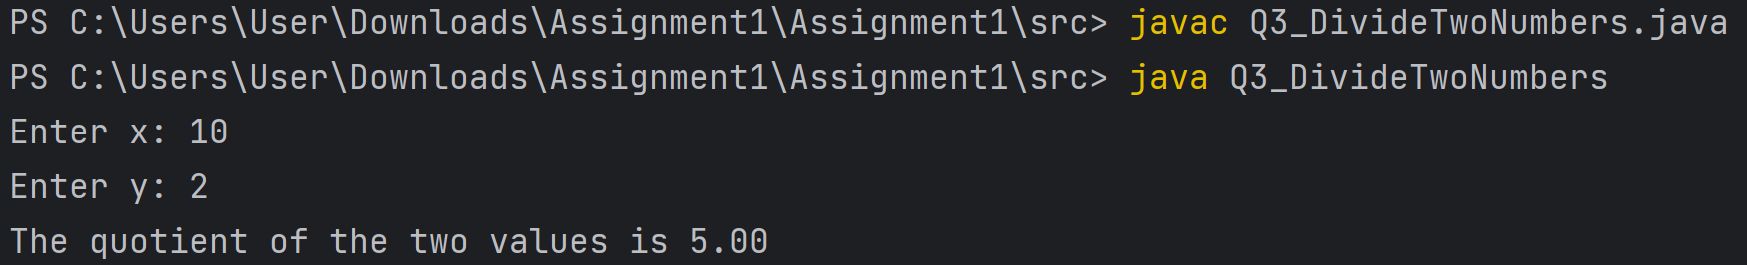 PS C:\Users\User\Downloads\Assignment1\Assignment1\src> javac Q3_DivideTwoNumbers.java
PS C:\Users\User\Downloads\Assignment1\Assignment1\src> java Q3_DivideTwoNumbers
Enter x: 10
Enter y: 2
The quotient of the two values is 5.00